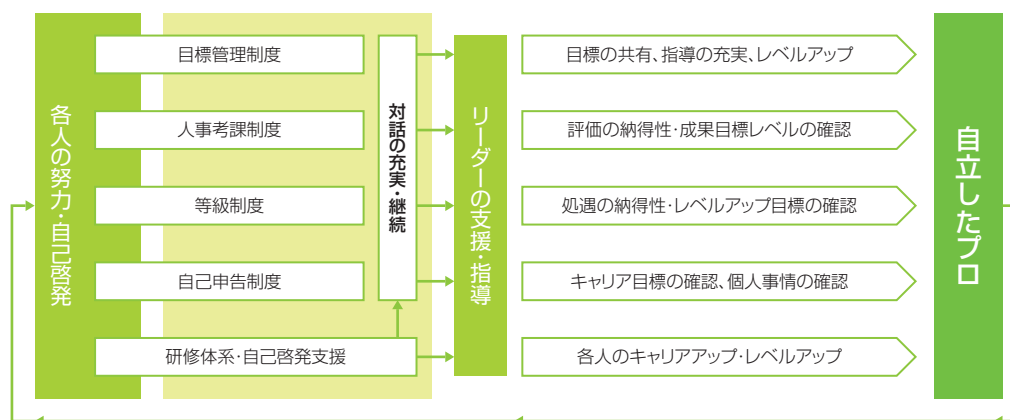 各人の努力・自己啓発
目標管理制度
人事考課制度
等級制度
自己申告制度
研修体系・自己啓発支援
対話の充実・継続
リーダーの支援・指導
目標の共有、指導の充実、レベルアップ
評価の納得性・成果目標レベルの確認
処遇の納得性・レベルアップ目標の確認
キャリア目標の確認、個人事情の確認
各人のキャリアアップ・レベルアップ
自立したプロ